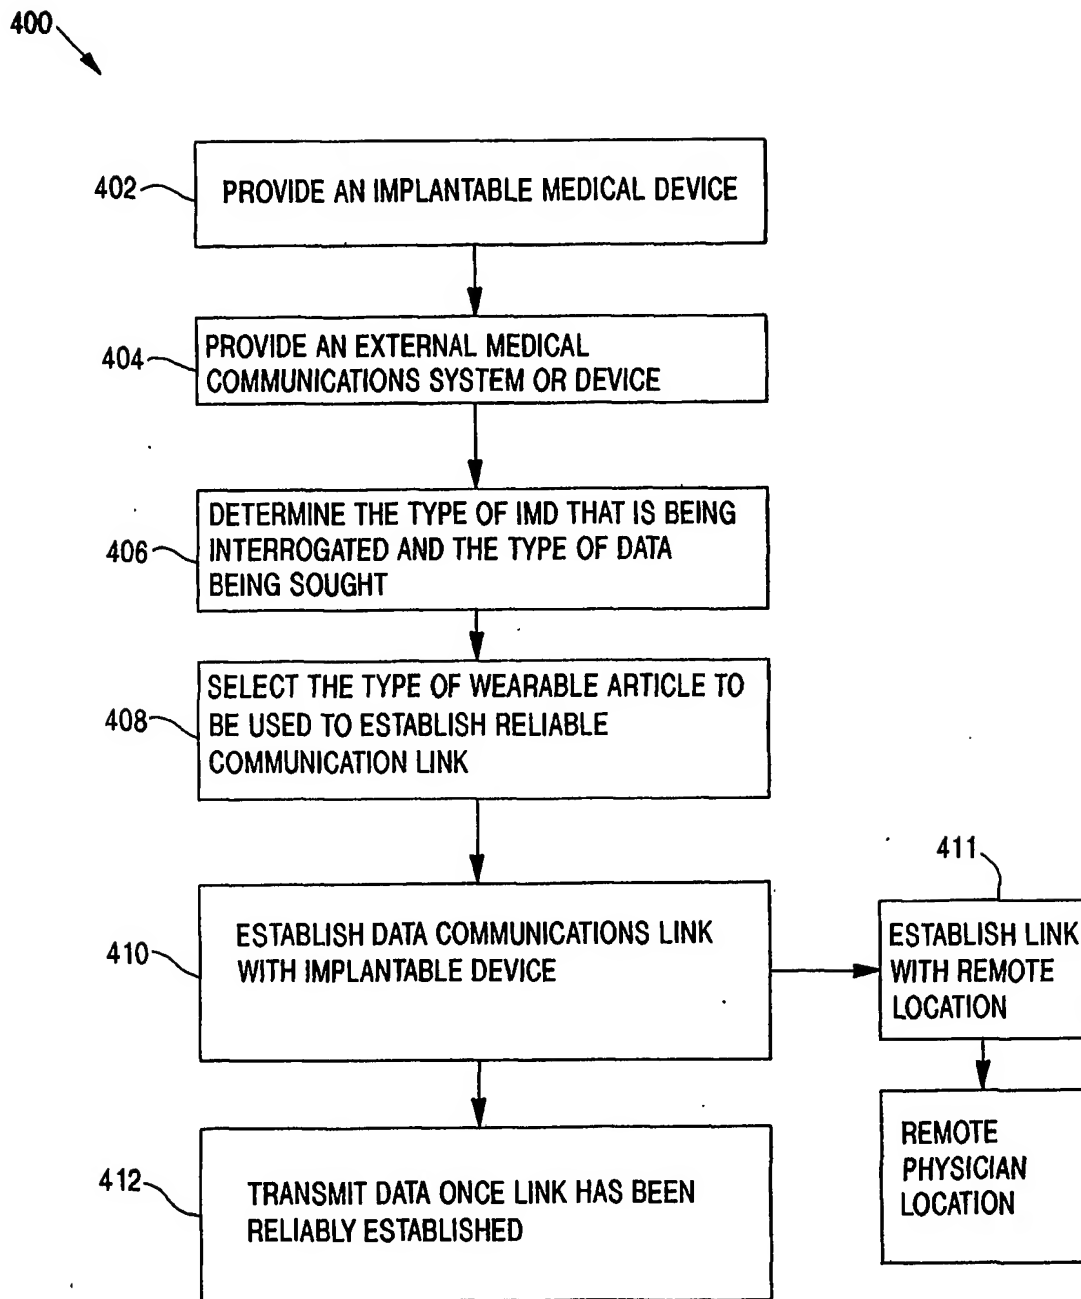 400
402
PROVIDE AN IMPLANTABLE MEDICAL DEVICE
404
PROVIDE AN EXTERNAL MEDICAL
COMMUNICATIONS SYSTEM OR DEVICE
406
DETERMINE THE TYPE OF IMD THAT IS BEING
INTERROGATED AND THE TYPE OF DATA
BEING SOUGHT
408
SELECT THE TYPE OF WEARABLE ARTICLE TO
BE USED TO ESTABLISH RELIABLE
COMMUNICATION LINK
410
ESTABLISH DATA COMMUNICATIONS LINK
WITH IMPLANTABLE DEVICE
411
ESTABLISH LINK
WITH REMOTE
LOCATION
REMOTE
PHYSICIAN
LOCATION
412
TRANSMIT DATA ONCE LINK HAS BEEN
RELIABLY ESTABLISHED